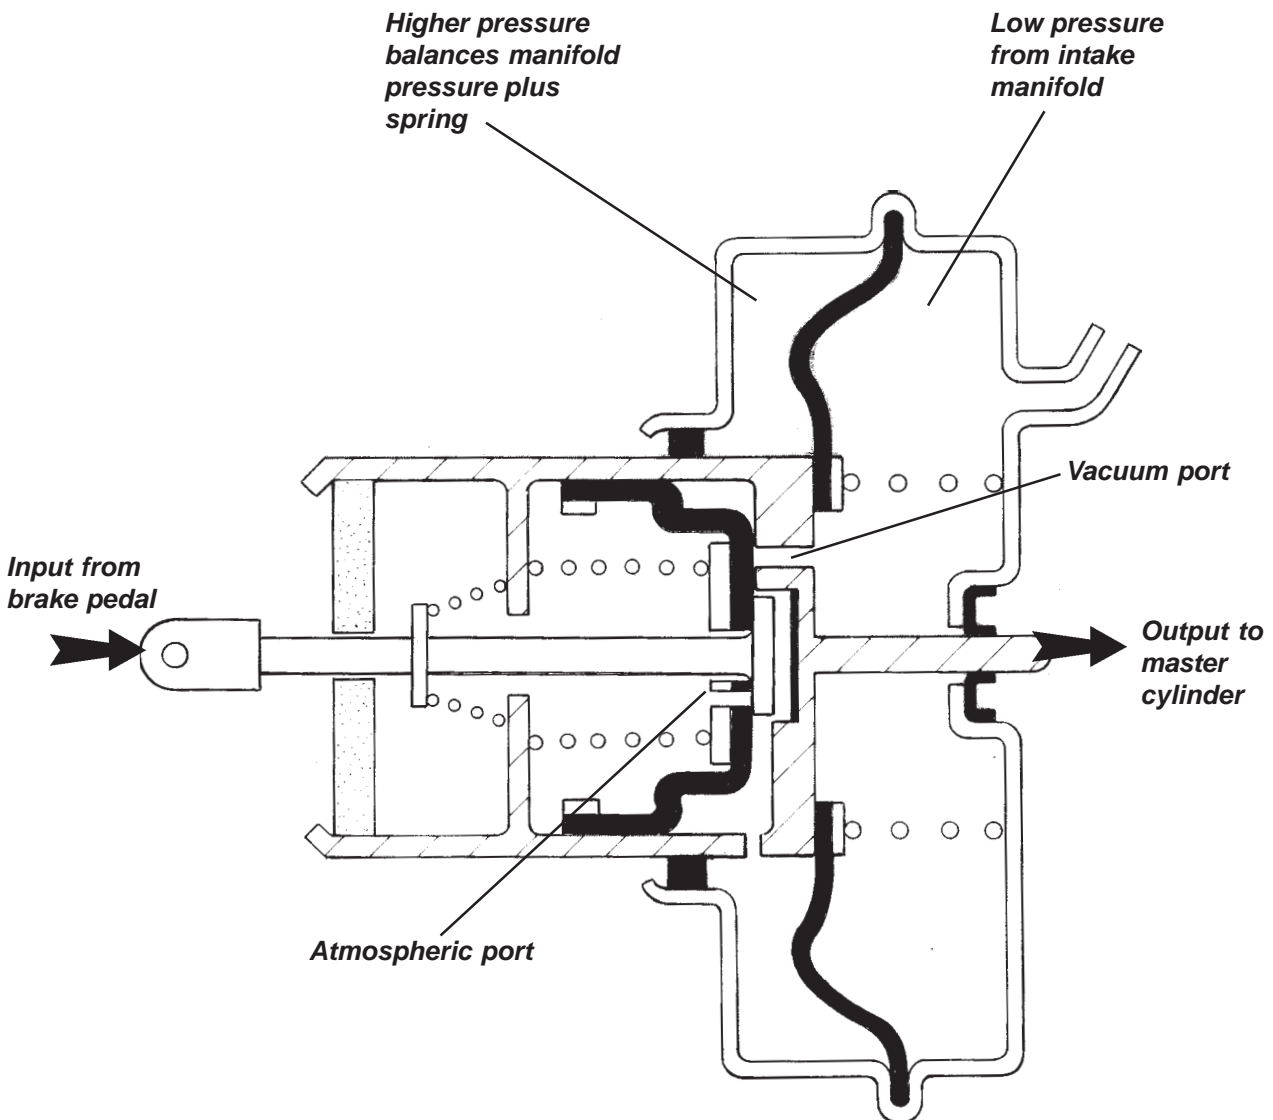 Higher pressure
balances manifold
pressure plus
spring
Low pressure
from intake
manifold
Vacuum port
Input from
brake pedal
Output to
master
cylinder
Atmospheric port